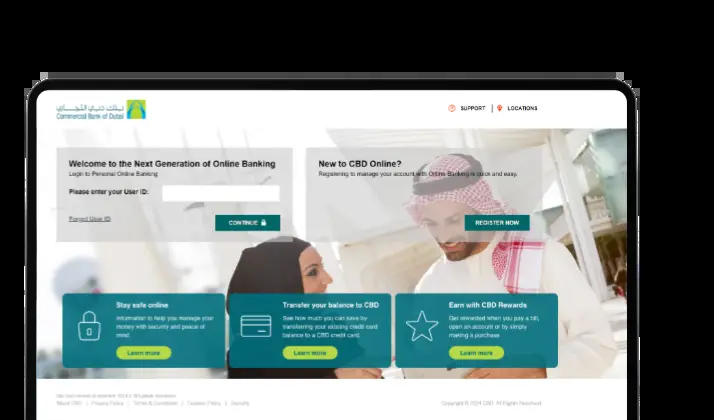 بنك دبي التجاري
Commercial Bank of Dubai
SUPPORT | LOCATIONS
Welcome to the Next Generation of Online Banking
Login to Personal Online Banking
Please enter your User ID:
Forgot User ID
CONTINUE
New to CBD Online?
Registering to manage your account with Online Banking is quick and easy.
REGISTER NOW
Stay safe online
Information to help you manage your
money with security and peace of
mind.
Learn more
Transfer your balance to CBD
See how much you can save by
transferring your existing credit card
balance to a CBD credit card.
Learn more
Earn with CBD Rewards
Get rewarded when you pay a bill,
open an account or by simply
making a purchase
Learn more
About CBD | Privacy Policy | Terms & Conditions | Cookies Policy | Security
Copyright © 2024 CBD. All Rights Reserved.